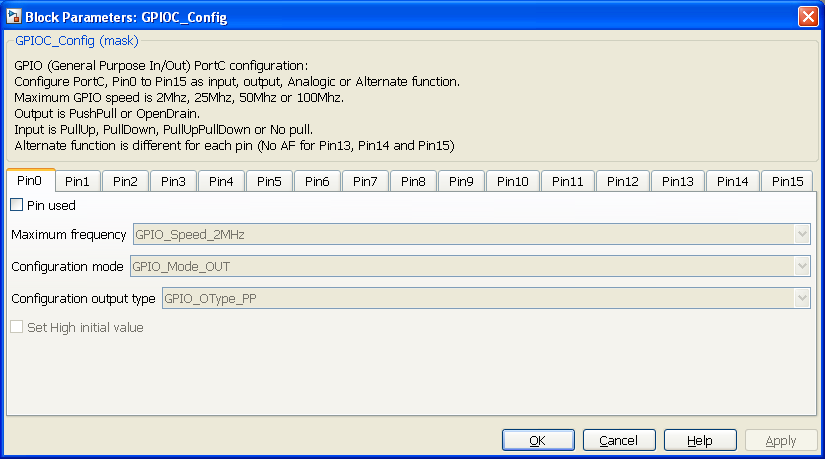 Block Parameters: GPIOC_Config
GPIOC_Config (mask)
GPIO (General Purpose In/Out) PortC configuration:
Configure PortC, Pin0 to Pin15 as input, output, Analogic or Alternate function.
Maximum GPIO speed is 2Mhz, 25Mhz, 50Mhz or 100Mhz.
Output is PushPull or OpenDrain.
Input is PullUp, PullDown, PullUpPullDown or No pull.
Alternate function is different for each pin (No AF for Pin13, Pin14 and Pin15)
Pin0 Pin1 Pin2 Pin3 Pin4 Pin5 Pin6 Pin7 Pin8 Pin9 Pin10 Pin11 Pin12 Pin13 Pin14 Pin15
Pin used
Maximum frequency GPIO_Speed_2MHz
Configuration mode GPIO_Mode_OUT
Configuration output type GPIO_OType_PP
Set High initial value
OK Cancel Help Apply